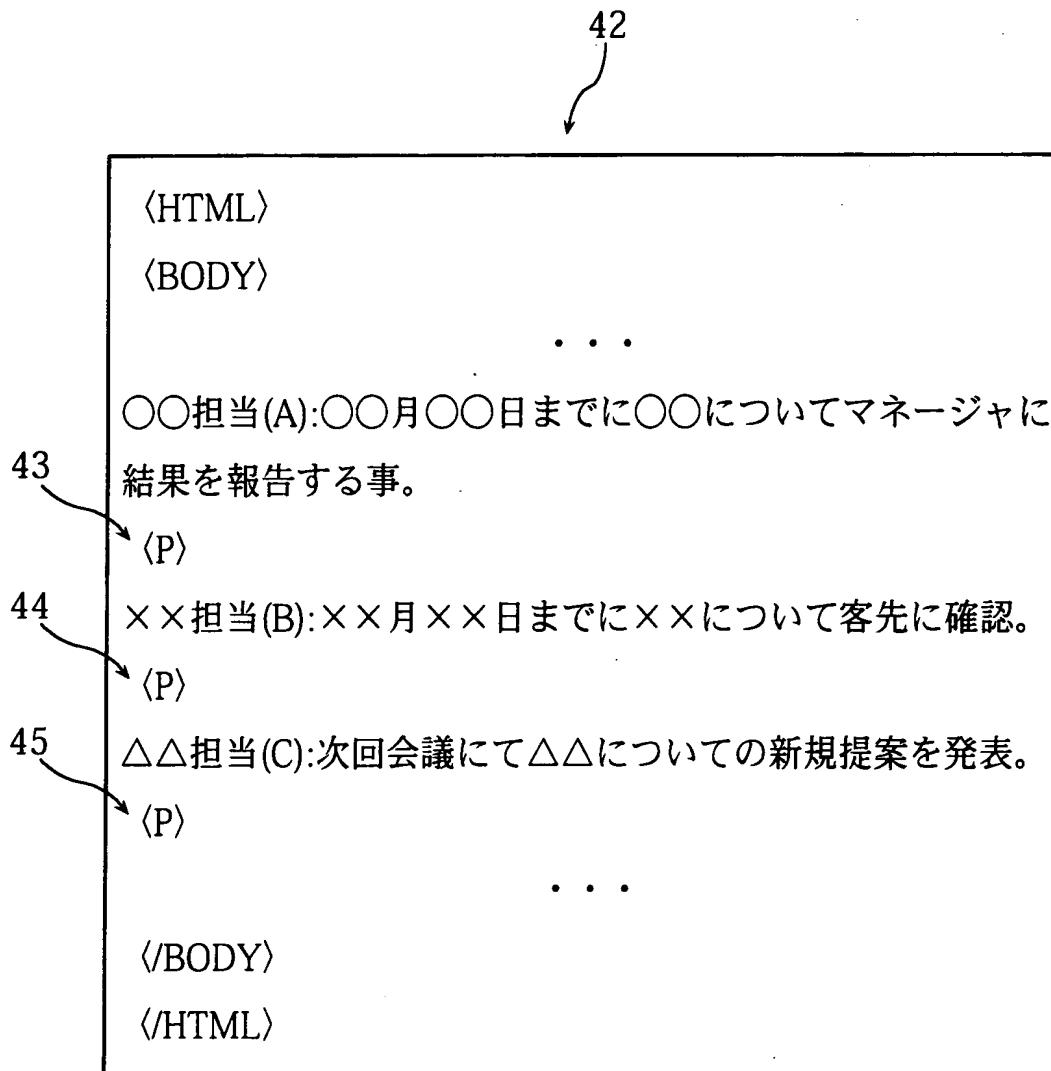 42
〈HTML〉
〈BODY〉
・・・
○○担当(A):○○月○○日までに○○についてマネージャに
結果を報告する事。
43
〈P〉
××担当(B):××月××日までに××について客先に確認。
44
〈P〉
△△担当(C):次回会議にて△△についての新規提案を発表。
45
〈P〉
・・・
〈/BODY〉
〈/HTML〉